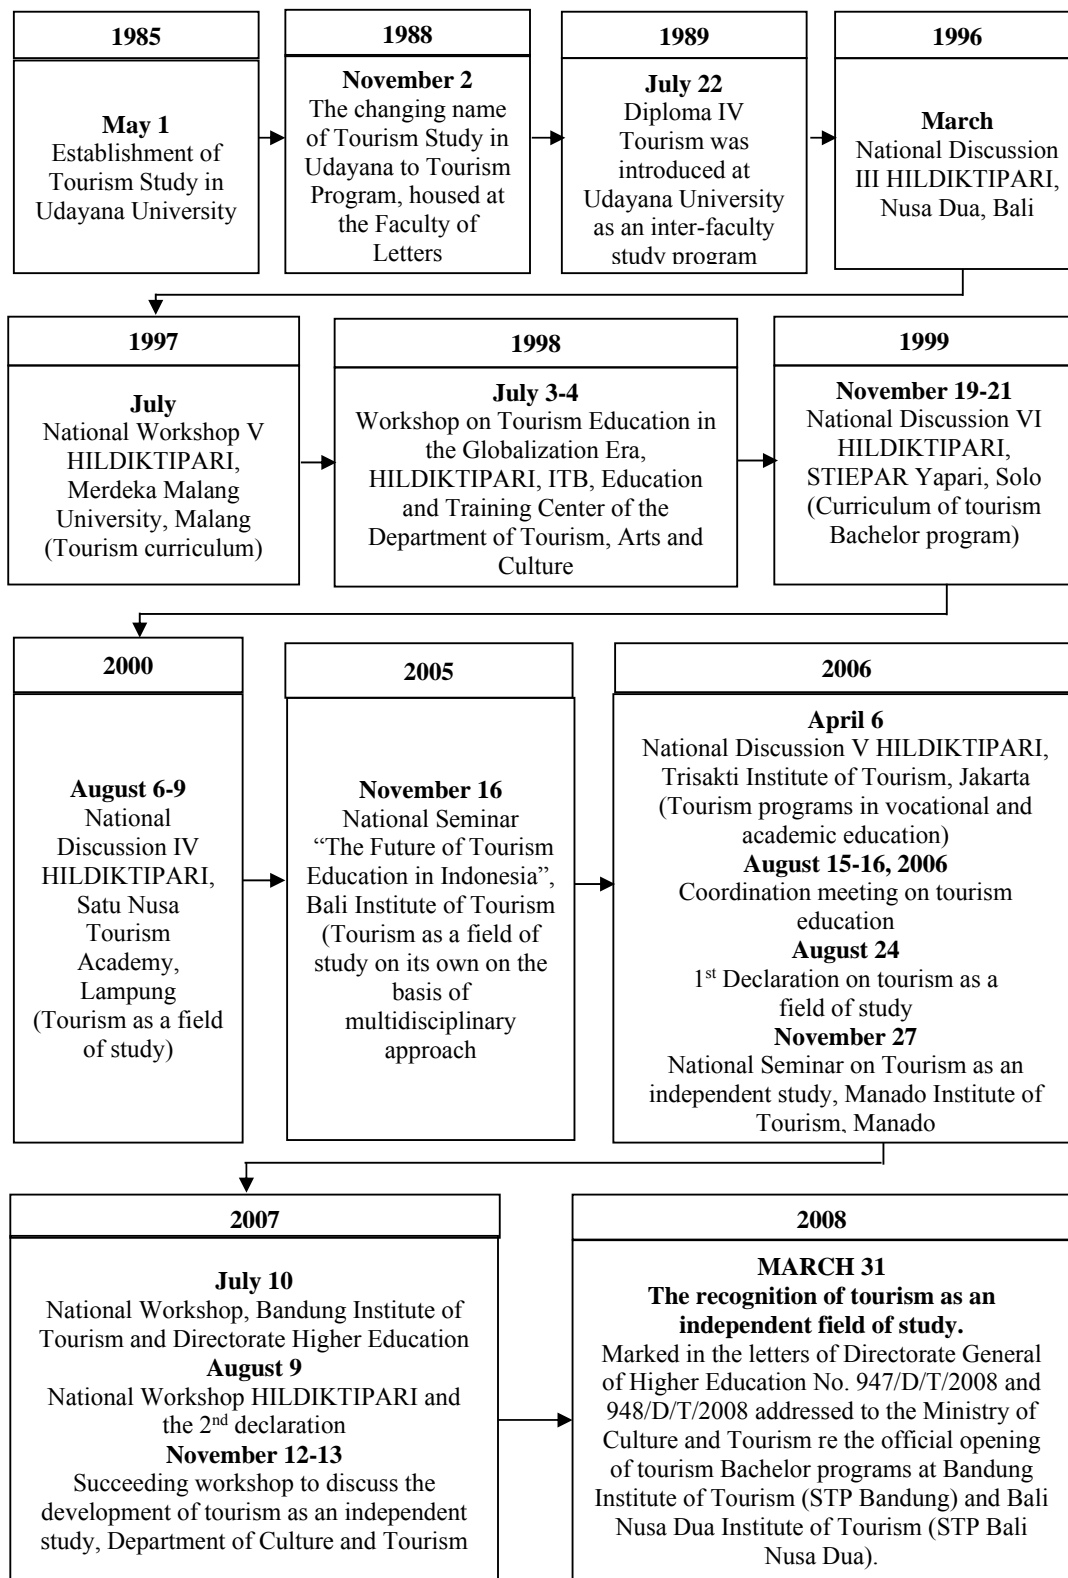 1985
May 1
Establishment of
Tourism Study in
Udayana University
1988
November 2
The changing name
of Tourism Study in
Udayana to Tourism
Program, housed at
the Faculty of
Letters
1989
July 22
Diploma IV
Tourism was
introduced at
Udayana University
as an inter-faculty
study program
1996
March
National Discussion
III HILDIKTIPARI,
Nusa Dua, Bali
1997
July
National Workshop V
HILDIKTIPARI,
Merdeka Malang
University, Malang
(Tourism curriculum)
1998
July 3-4
Workshop on Tourism Education in
the Globalization Era,
HILDIKTIPARI, ITB, Education
and Training Center of the
Department of Tourism, Arts and
Culture
1999
November 19-21
National Discussion VI
HILDIKTIPARI,
STIEPAR Yapari, Solo
(Curriculum of tourism
Bachelor program)
2000
August 6-9
National
Discussion IV
HILDIKTIPARI,
Satu Nusa
Tourism
Academy,
Lampung
(Tourism as a field
of study)
2005
November 16
National Seminar
“The Future of Tourism
Education in Indonesia”,
Bali Institute of Tourism
(Tourism as a field of
study on its own on the
basis of
multidisciplinary
approach
2006
April 6
National Discussion V HILDIKTIPARI,
Trisakti Institute of Tourism, Jakarta
(Tourism programs in vocational and
academic education)
August 15-16, 2006
Coordination meeting on tourism
education
August 24
1st Declaration on tourism as a
field of study
November 27
National Seminar on Tourism as an
independent study, Manado Institute of
Tourism, Manado
2007
July 10
National Workshop, Bandung Institute of
Tourism and Directorate Higher Education
August 9
National Workshop HILDIKTIPARI and
the 2nd declaration
November 12-13
Succeeding workshop to discuss the
development of tourism as an independent
study, Department of Culture and Tourism
2008
MARCH 31
The recognition of tourism as an
independent field of study.
Marked in the letters of Directorate General
of Higher Education No. 947/D/T/2008 and
948/D/T/2008 addressed to the Ministry of
Culture and Tourism re the official opening
of tourism Bachelor programs at Bandung
Institute of Tourism (STP Bandung) and Bali
Nusa Dua Institute of Tourism (STP Bali
Nusa Dua).